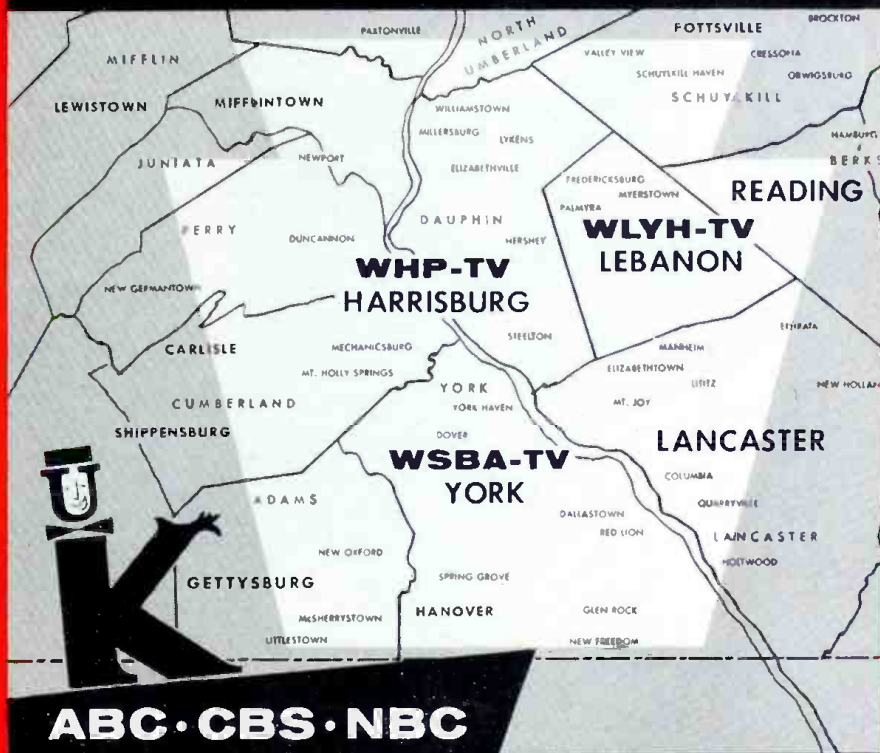 BROCKTON
PAXTONVILLE
NORTH
UMBERLAND
FOTTSVILLE
MIFFLIN
VALLEY VIEW
CRESSONA
SCHUYLKILL HAVEN
ORWIGSBURG
LEWISTOWN
MIFFLINTOWN
SCHUYLKILL
WILLIAMSTOWN
MILLERSBURG
LYKENS
HAMBURG
BERKS
JUNIATA
NEWPORT
ELIZABETHVILLE
FREDERICKSBURG
MYERSTOWN
READING
PALMYRA
PERRY
DAUPHIN
WLYH-TV
LEBANON
DUNCANNON
HERSHEY
WHP-TV
HARRISBURG
NEW GERMANTOWN
STEELTON
EPHRATA
CARLISLE
MECHANICSBURG
MANHEIM
MT. HOLLY SPRINGS
ELIZABETHTOWN
LITITZ
NEW HOLLAND
YORK
YORK HAVEN
MT. JOY
CUMBERLAND
SHIPPENSBURG
DOVER
LANCASTER
WSBA-TV
YORK
COLUMBIA
QUARRYVILLE
ADAMS
DALLASTOWN
RED LION
LANCASTER
HOLTWOOD
NEW OXFORD
GETTYSBURG
SPRING GROVE
McSHERRYSTOWN
HANOVER
GLEN ROCK
LITTLESTOWN
NEW FREEDOM
K
ABC·CBS·NBC